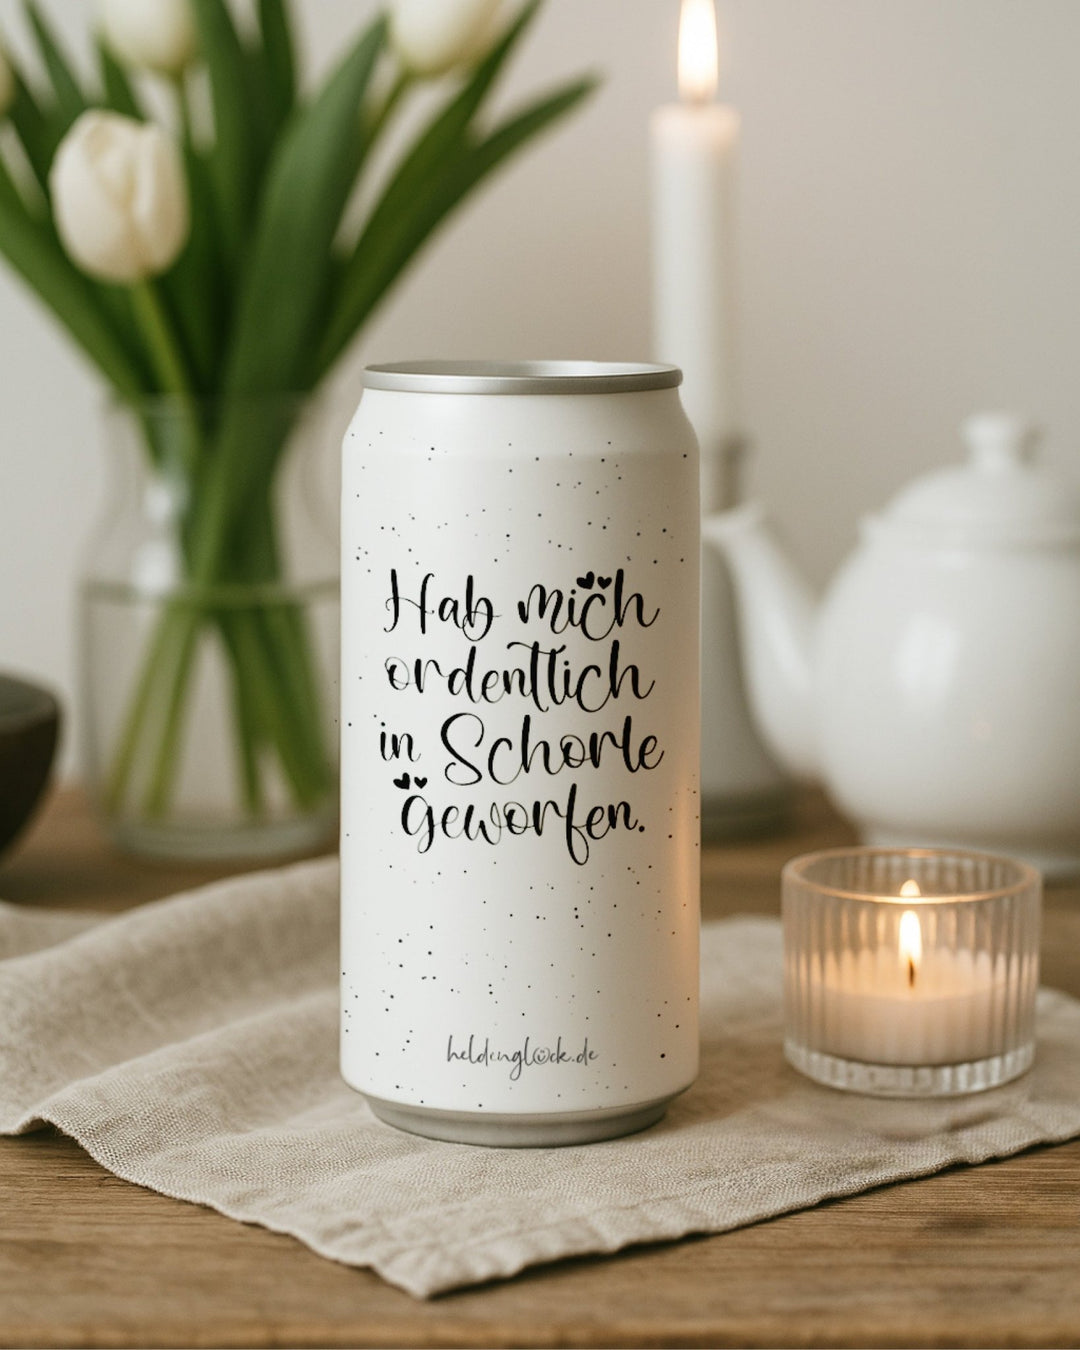 Hab mich
ordentlich
in Schorle
geworfen.
heldenglück.de